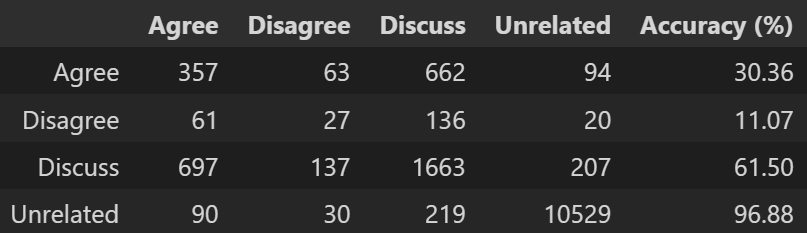 Agree Disagree Discuss Unrelated Accuracy (%)
Agree 357 63 662 94 30.36
Disagree 61 27 136 20 11.07
Discuss 697 137 1663 207 61.50
Unrelated 90 30 219 10529 96.88